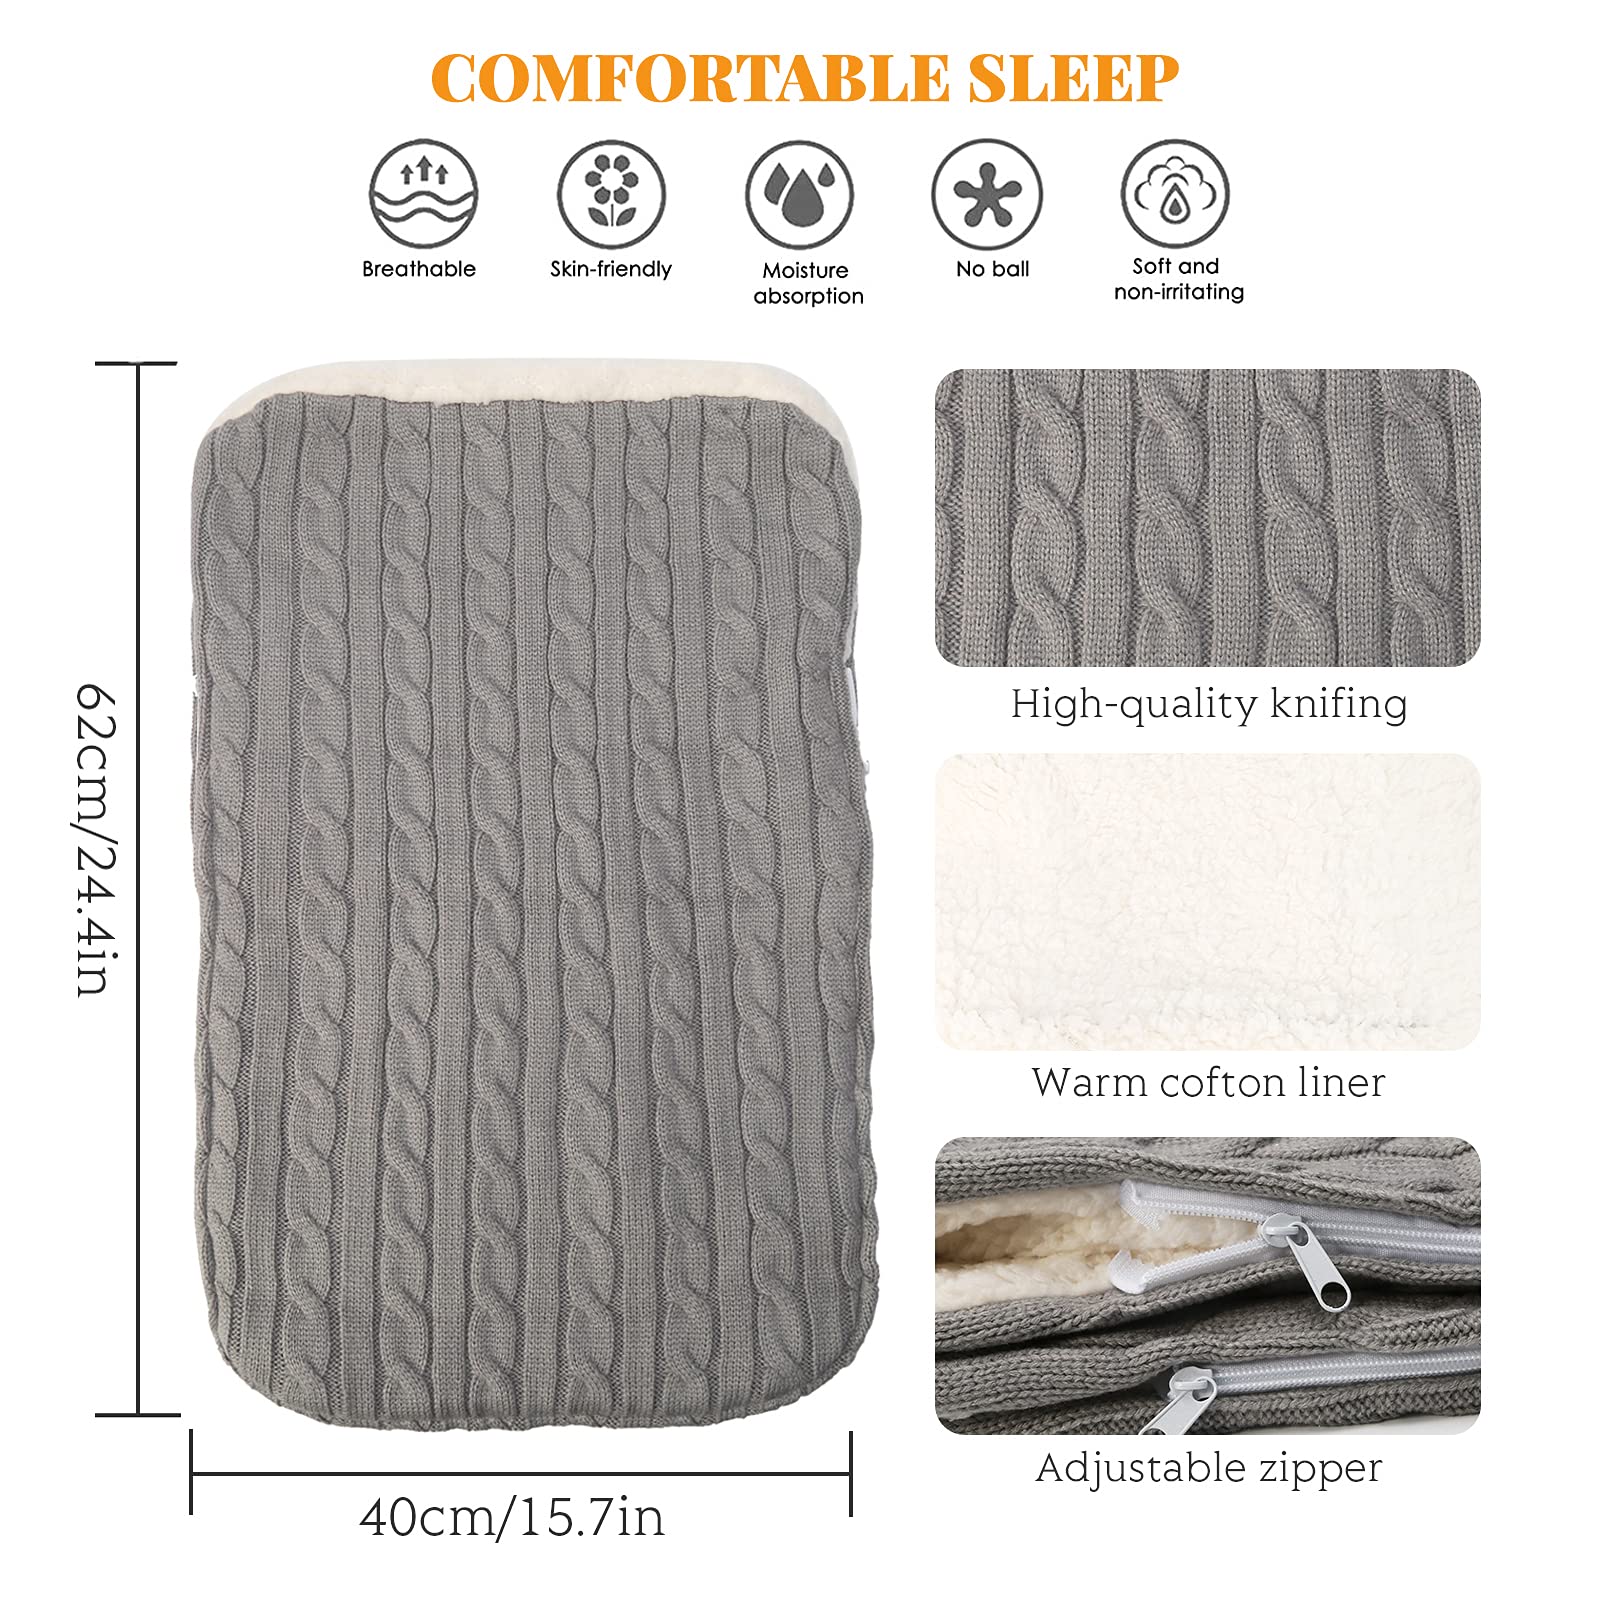 COMFORTABLE SLEEP
Breathable
Skin-friendly
Moisture
absorption
No ball
Soft and
non-irritating
62cm/24.4in
High-quality knifing
Warm cofton liner
Adjustable zipper
40cm/15.7in